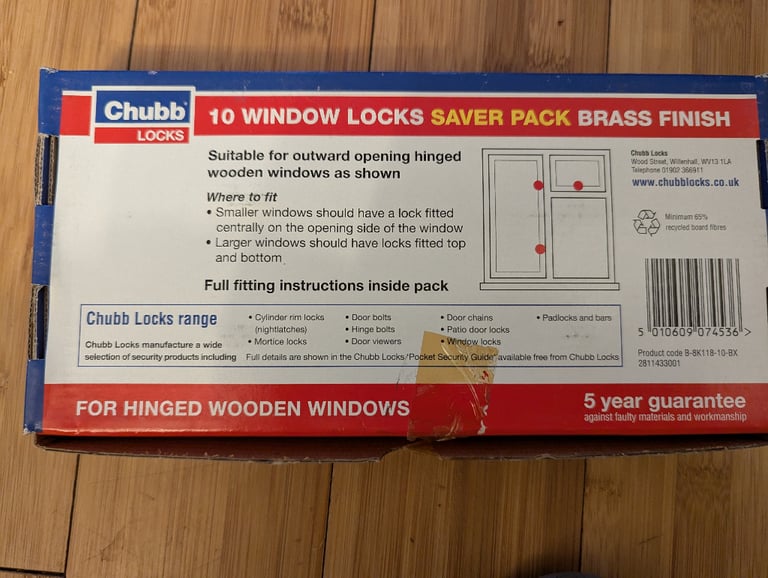 Chubb
LOCKS
10 WINDOW LOCKS SAVER PACK BRASS FINISH
Suitable for outward opening hinged
wooden windows as shown
Where to fit
• Smaller windows should have a lock fitted
centrally on the opening side of the window
• Larger windows should have locks fitted top
and bottom
Full fitting instructions inside pack
Chubb Locks
Wood Street, Willenhall, WV13 1LA
Telephone 01902 366911
www.chubblocks.co.uk
Minimum 65%
recycled board fibres
Chubb Locks range
Chubb Locks manufacture a wide
selection of security products including
• Cylinder rim locks
(nightlatches)
• Mortice locks
• Door bolts
• Hinge bolts
• Door viewers
• Door chains
• Patio door locks
• Window locks
• Padlocks and bars
Full details are shown in the Chubb Locks 'Pocket Security Guide' available free from Chubb Locks
5 010609 074536 >
Product code B-8K118-10-BX
2811433001
FOR HINGED WOODEN WINDOWS
5 year guarantee
against faulty materials and workmanship